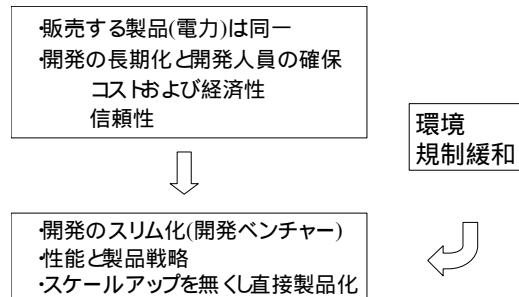 ・販売する製品(電力)は同一
・開発の長期化と開発人員の確保
コストおよび経済性
信頼性
環境
規制緩和
・開発のスリム化(開発ベンチャー)
・性能と製品戦略
・スケールアップを無くし直接製品化